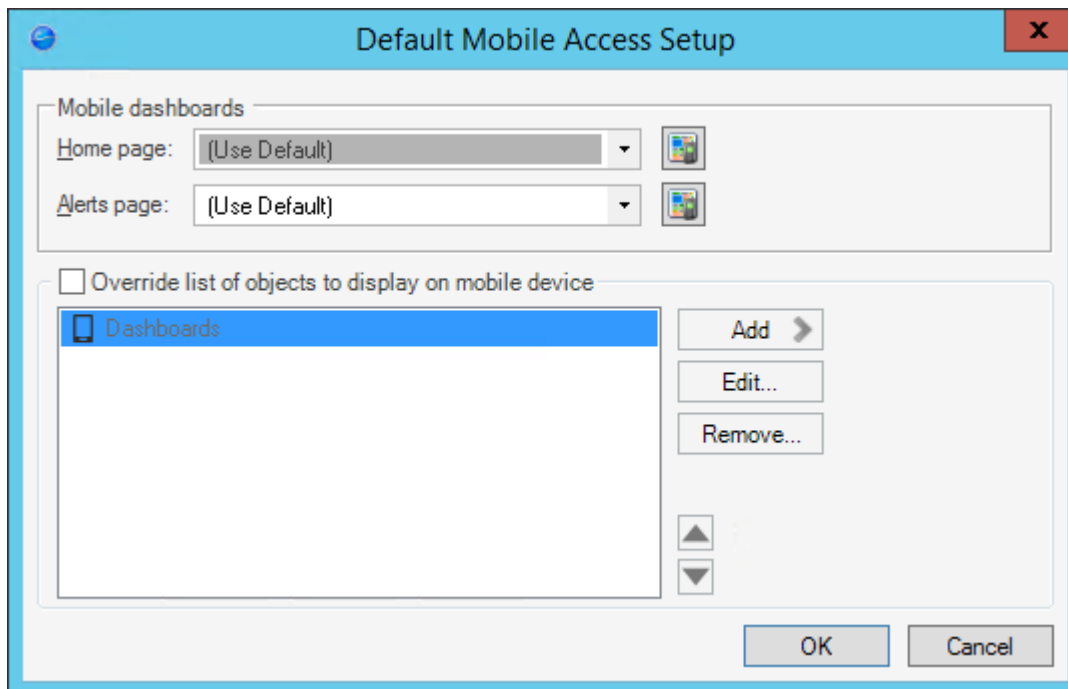 Default Mobile Access Setup
x
Mobile dashboards
Home page: (Use Default)
Alerts page: (Use Default)
Override list of objects to display on mobile device
Dashboards
Add
Edit...
Remove...
OK Cancel